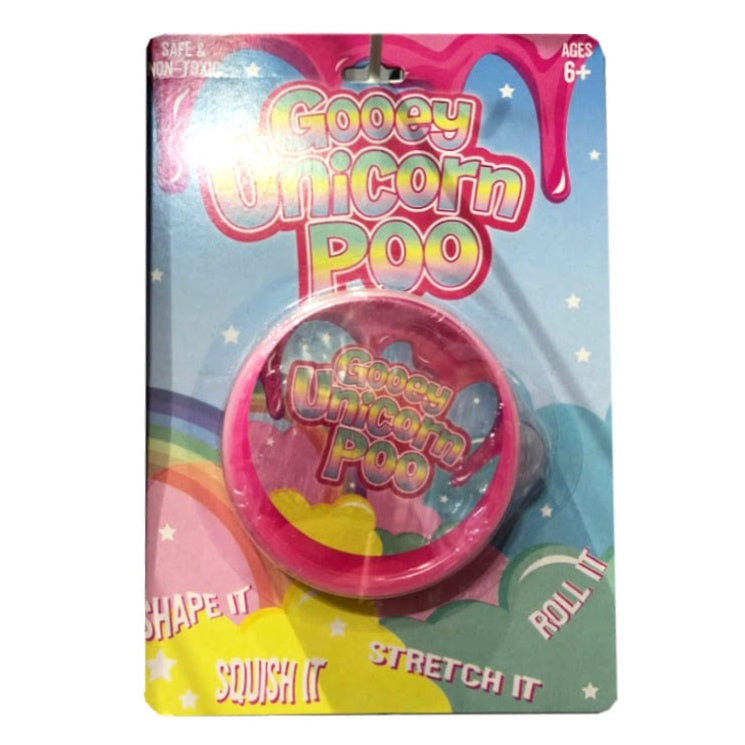 SAFE &
NON-TOXIC
AGES
6+
Gooey
Unicorn
Poo
Gooey
Unicorn
Poo
SHAPE IT
SQUISH IT
STRETCH IT
ROLL IT